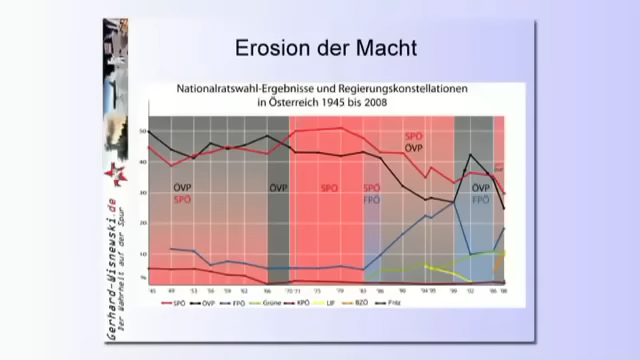 Erosion der Macht
Nationalratswahl-Ergebnisse und Regierungskonstellationen
in Österreich 1945 bis 2008
50
40
30
20
10
%
ÖVP
SPÖ
ÖVP
SPÖ
SPÖ
FPÖ
SPÖ
ÖVP
ÖVP
FPÖ
'45 '49 '53 '56 '59 '62 '66 '70 '71 '75 '79 '83 '86 '90 '94 '95 '99 '02 '06 '08
SPÖ ÖVP FPÖ Grüne KPÖ LIF BZÖ Fritz
Gerhard-Wisnewski.de
Der Wahrheit auf der Spur